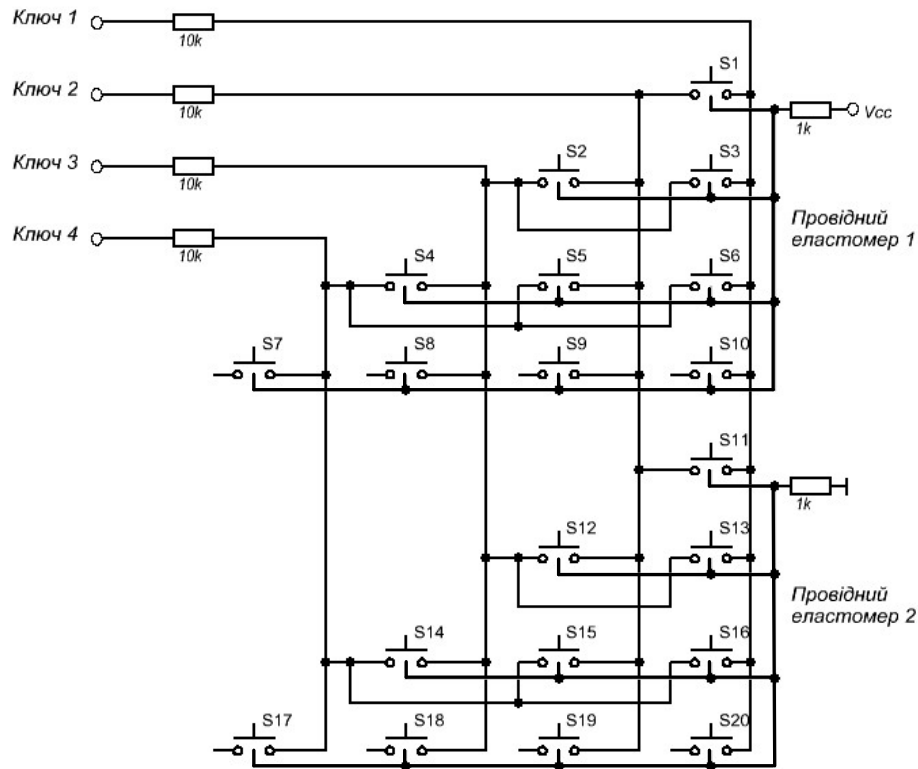 Ключ 1
10k
S1
Ключ 2
10k
Vcc
1k
Ключ 3
S2
S3
10k
Провідний
еластомер 1
Ключ 4
10k
S4
S5
S6
S7
S8
S9
S10
S11
1k
S12
S13
Провідний
еластомер 2
S14
S15
S16
S17
S18
S19
S20